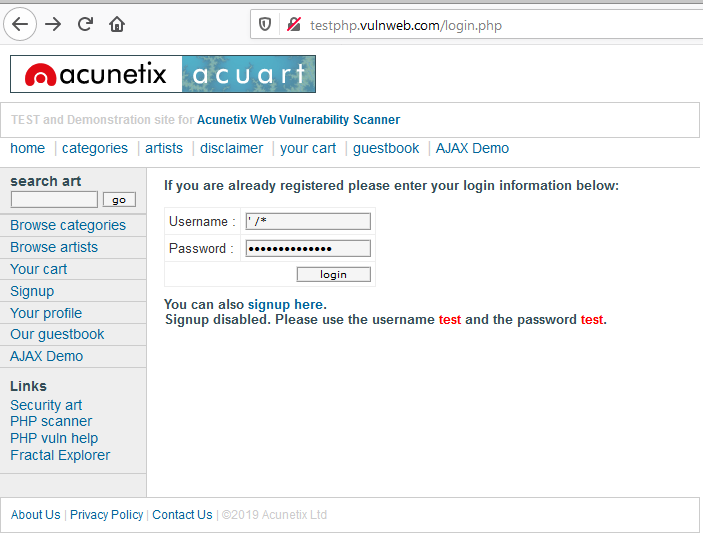 testphp.vulnweb.com/login.php
acunetix acuart
TEST and Demonstration site for Acunetix Web Vulnerability Scanner
home | categories | artists | disclaimer | your cart | guestbook | AJAX Demo
search art
go
Browse categories
Browse artists
Your cart
Signup
Your profile
Our guestbook
AJAX Demo
Links
Security art
PHP scanner
PHP vuln help
Fractal Explorer
If you are already registered please enter your login information below:
Username : ' /*
Password : ••••••••••••••
login
You can also signup here.
Signup disabled. Please use the username test and the password test.
About Us | Privacy Policy | Contact Us | ©2019 Acunetix Ltd